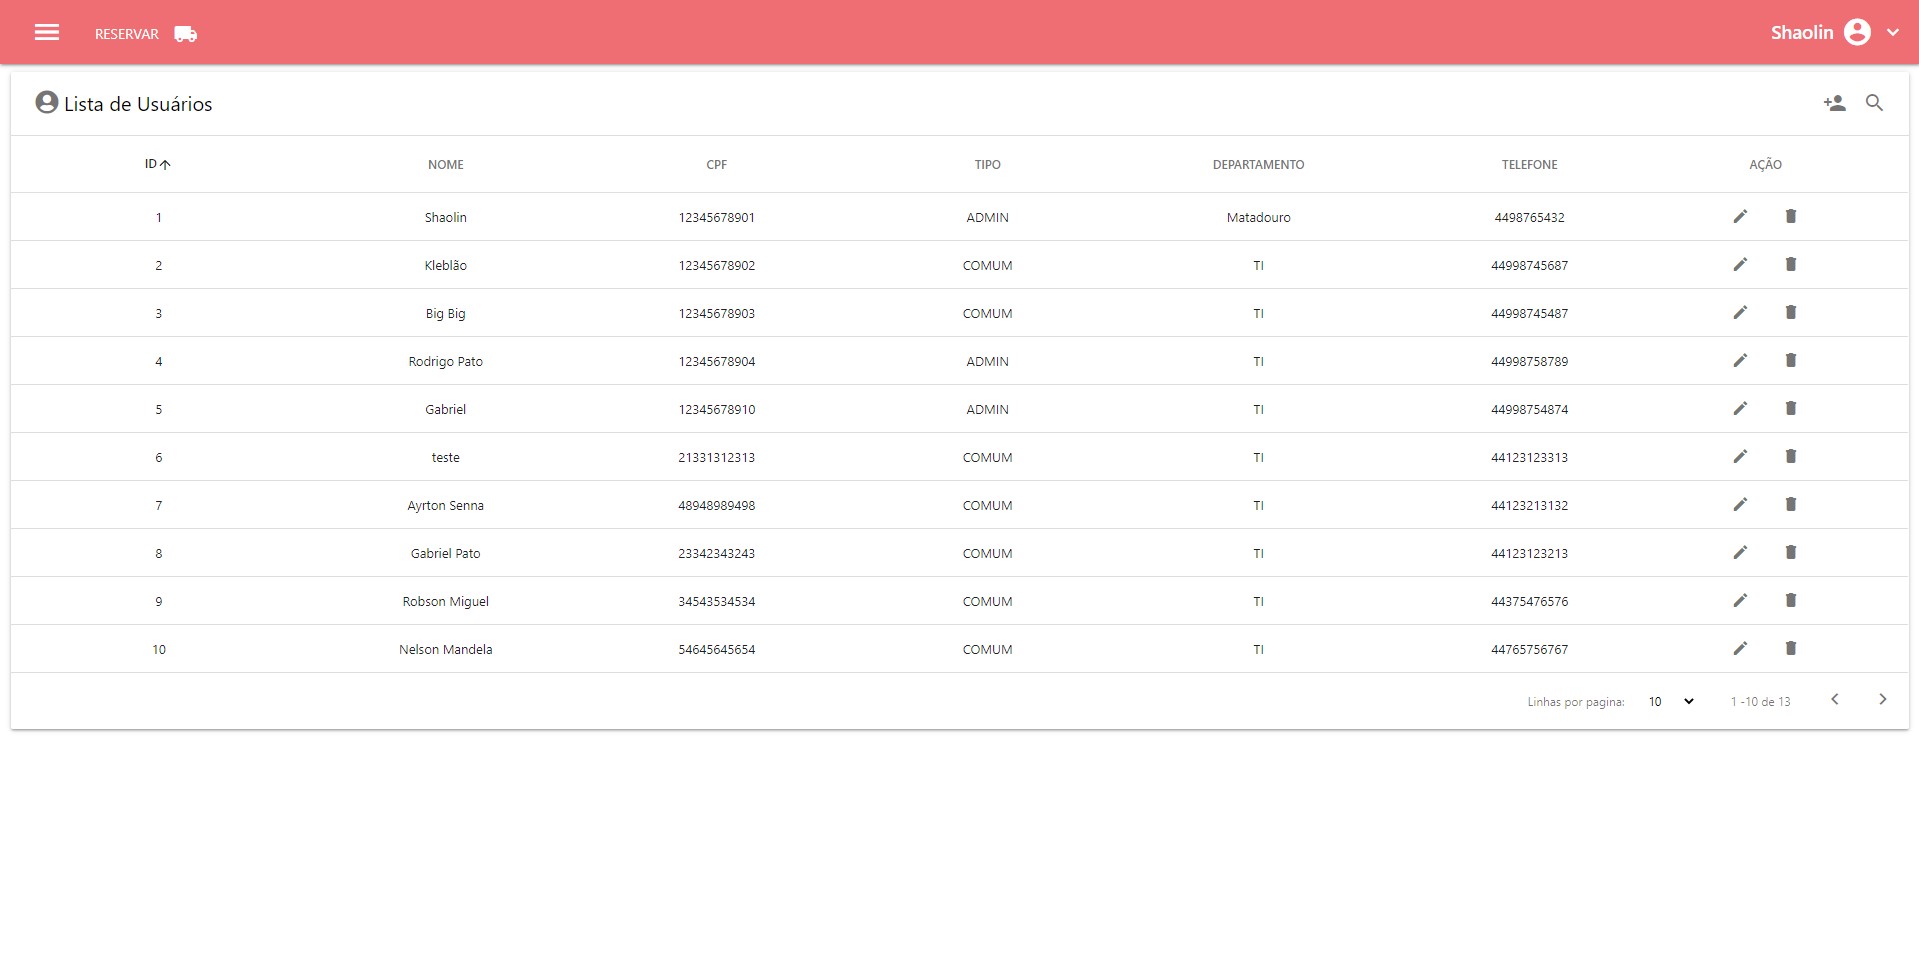 RESERVAR Shaolin
Lista de Usuários
ID NOME CPF TIPO DEPARTAMENTO TELEFONE AÇÃO
1 Shaolin 12345678901 ADMIN Matadouro 4498765432
2 Kleblão 12345678902 COMUM TI 44998745687
3 Big Big 12345678903 COMUM TI 44998745487
4 Rodrigo Pato 12345678904 ADMIN TI 44998758789
5 Gabriel 12345678910 ADMIN TI 44998754874
6 teste 21331312313 COMUM TI 44123123313
7 Ayrton Senna 48948989498 COMUM TI 44123213132
8 Gabriel Pato 23342343243 COMUM TI 44123123213
9 Robson Miguel 34543534534 COMUM TI 44375476576
10 Nelson Mandela 54645645654 COMUM TI 44765756767
Linhas por pagina: 10 1 -10 de 13